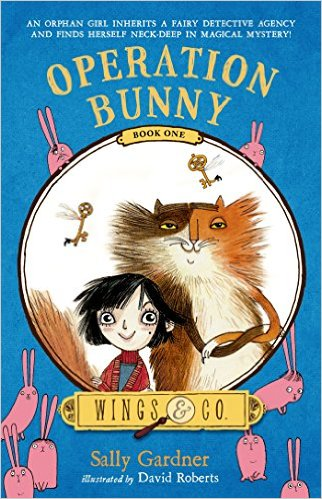 AN ORPHAN GIRL INHERITS A FAIRY DETECTIVE AGENCY
AND FINDS HERSELF NECK-DEEP IN MAGICAL MYSTERY!
OPERATION
BUNNY
BOOK ONE
WINGS & CO.
Sally Gardner
illustrated by David Roberts